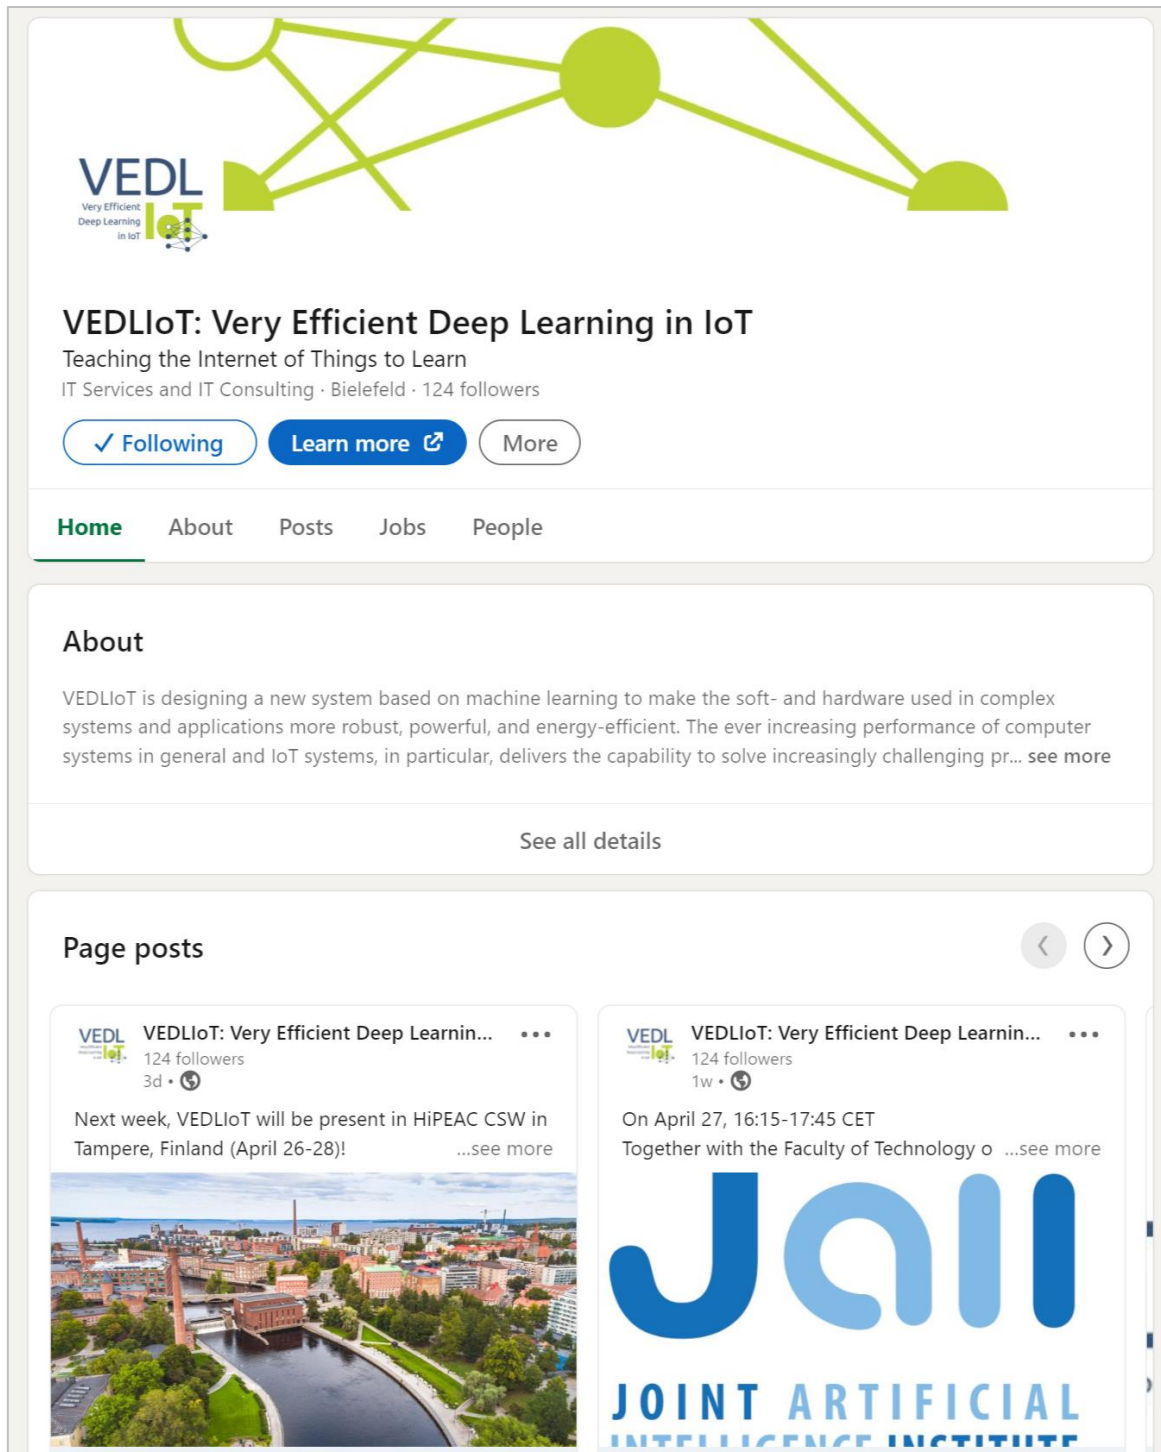 VEDL
Very Efficient
Deep Learning
in IoT
IoT
VEDLIoT: Very Efficient Deep Learning in IoT
Teaching the Internet of Things to Learn
IT Services and IT Consulting · Bielefeld · 124 followers
✓ Following
Learn more
More
Home About Posts Jobs People
About
VEDLIoT is designing a new system based on machine learning to make the soft- and hardware used in complex
systems and applications more robust, powerful, and energy-efficient. The ever increasing performance of computer
systems in general and IoT systems, in particular, delivers the capability to solve increasingly challenging pr... see more
See all details
Page posts
VEDL
IoT
VEDLIoT: Very Efficient Deep Learnin...
124 followers
3d •
Next week, VEDLIoT will be present in HiPEAC CSW in
Tampere, Finland (April 26-28)! ...see more
VEDL
IoT
VEDLIoT: Very Efficient Deep Learnin...
124 followers
1w •
On April 27, 16:15-17:45 CET
Together with the Faculty of Technology o ...see more
JaII
JOINT ARTIFICIAL
INTELLIGENCE INSTITUTE